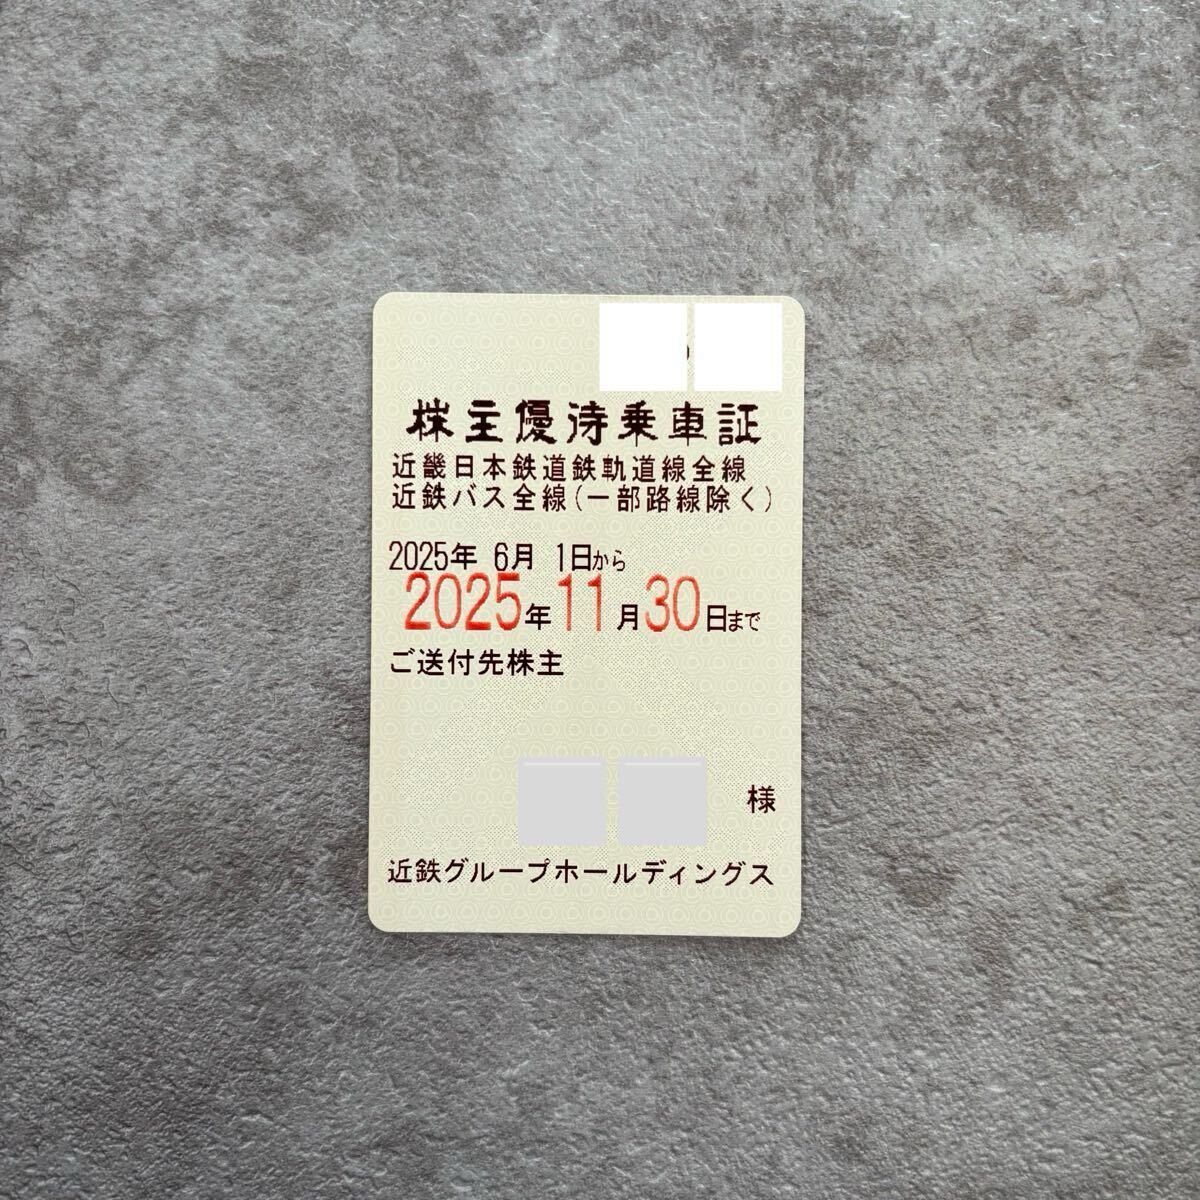 株主優待乗車証
近畿日本鉄道鉄軌道線全線
近鉄バス全線(一部路線除く)
2025年 6月 1日から
2025年11月30日まで
ご送付先株主
様
近鉄グループホールディングス